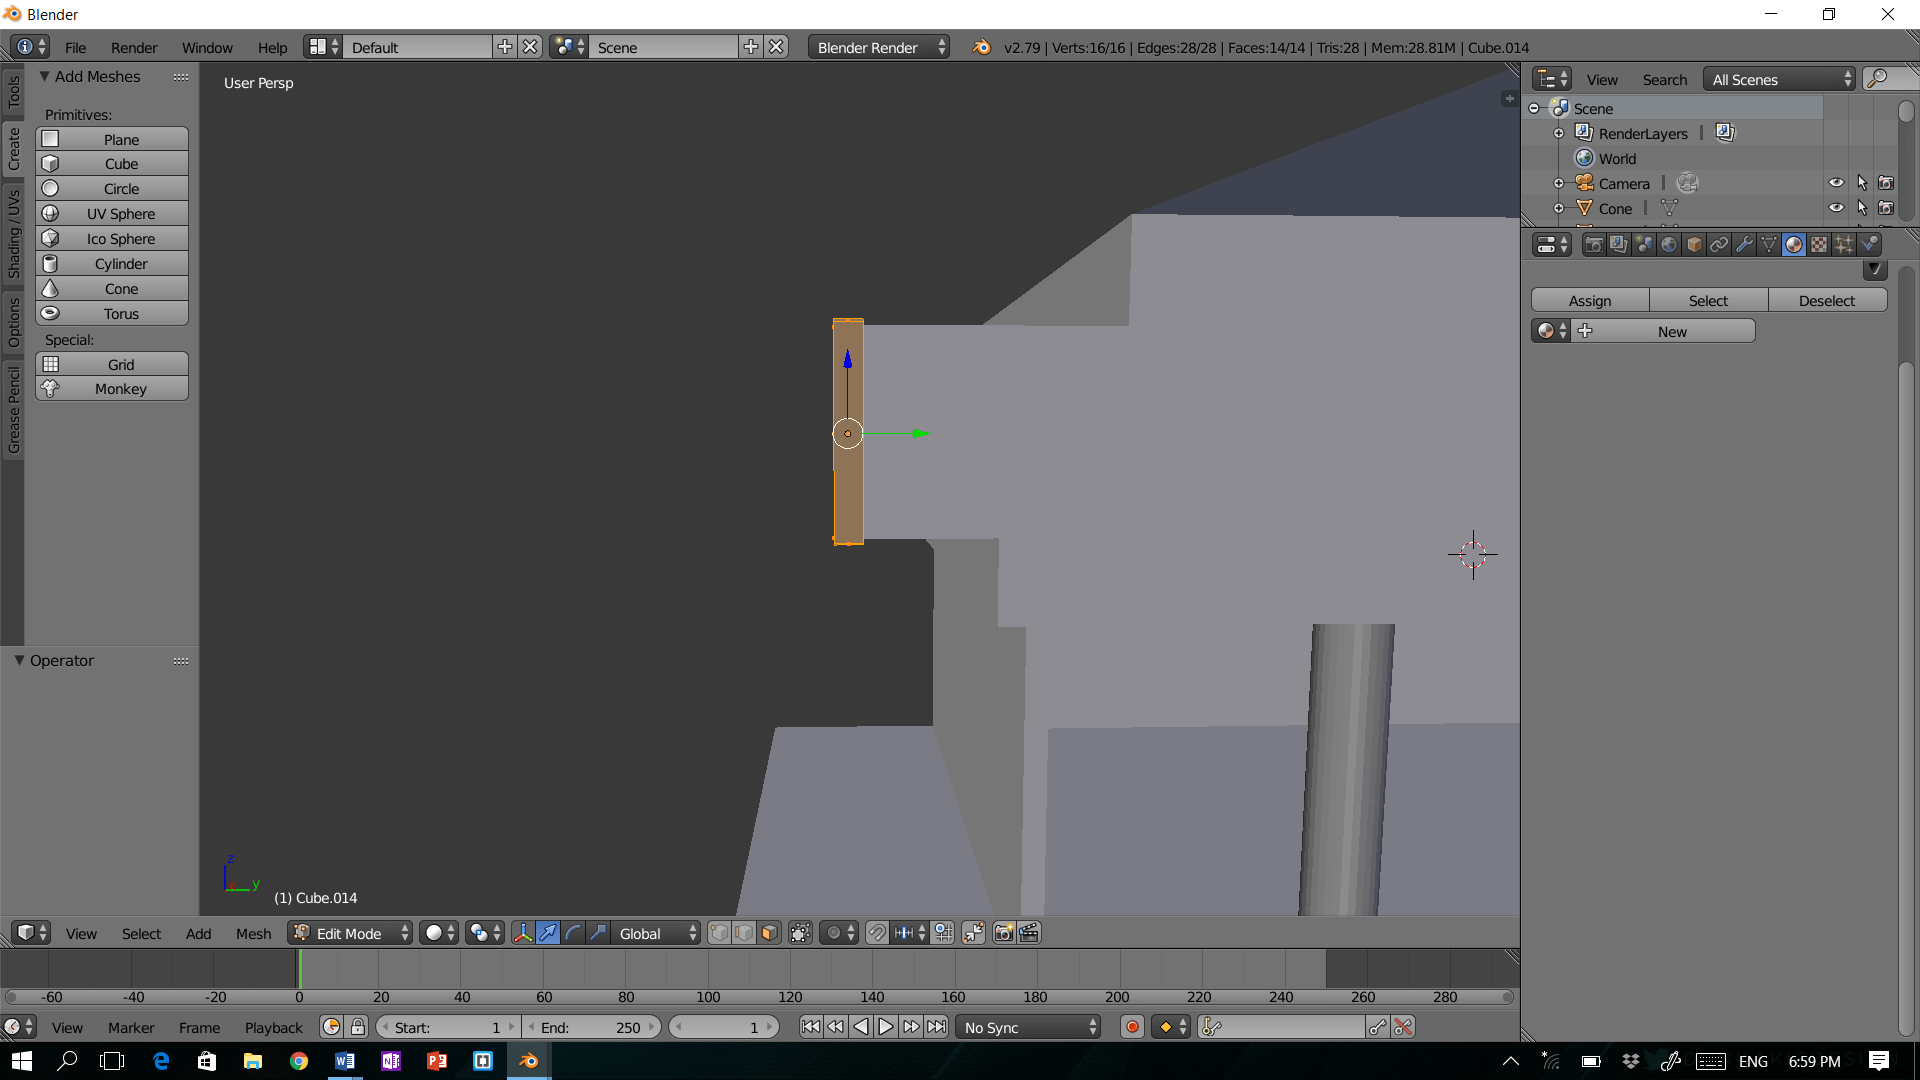 Blender
File Render Window Help Default Scene Blender Render v2.79 | Verts:16/16 | Edges:28/28 | Faces:14/14 | Tris:28 | Mem:28.81M | Cube.014
Tools
Create
Shading / UVs
Options
Grease Pencil
Add Meshes
Primitives:
Plane
Cube
Circle
UV Sphere
Ico Sphere
Cylinder
Cone
Torus
Special:
Grid
Monkey
Operator
User Persp
z
x
y
(1) Cube.014
View Search All Scenes
Scene
RenderLayers |
World
Camera |
Cone |
Assign Select Deselect
New
View Select Add Mesh Edit Mode Global
-60 -40 -20 0 20 40 60 80 100 120 140 160 180 200 220 240 260 280
View Marker Frame Playback Start: 1 End: 250 1 No Sync
ENG 6:59 PM